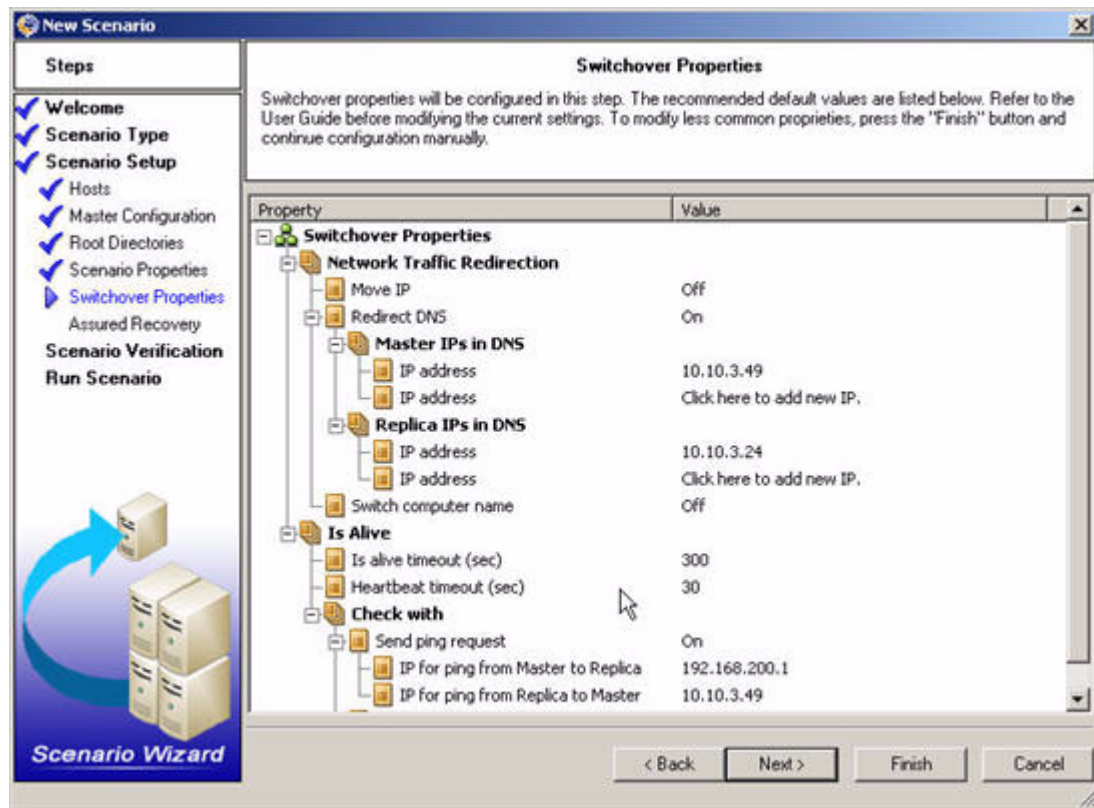 New Scenario
Steps
Welcome
Scenario Type
Scenario Setup
Hosts
Master Configuration
Root Directories
Scenario Properties
Switchover Properties
Assured Recovery
Scenario Verification
Run Scenario
Scenario Wizard
Switchover Properties
Switchover properties will be configured in this step. The recommended default values are listed below. Refer to the
User Guide before modifying the current settings. To modify less common proprieties, press the "Finish" button and
continue configuration manually.
Property Value
Switchover Properties
Network Traffic Redirection
Move IP Off
Redirect DNS On
Master IPs in DNS
IP address 10.10.3.49
IP address Click here to add new IP.
Replica IPs in DNS
IP address 10.10.3.24
IP address Click here to add new IP.
Switch computer name Off
Is Alive
Is alive timeout (sec) 300
Heartbeat timeout (sec) 30
Check with
Send ping request On
IP for ping from Master to Replica 192.168.200.1
IP for ping from Replica to Master 10.10.3.49
< Back Next > Finish Cancel